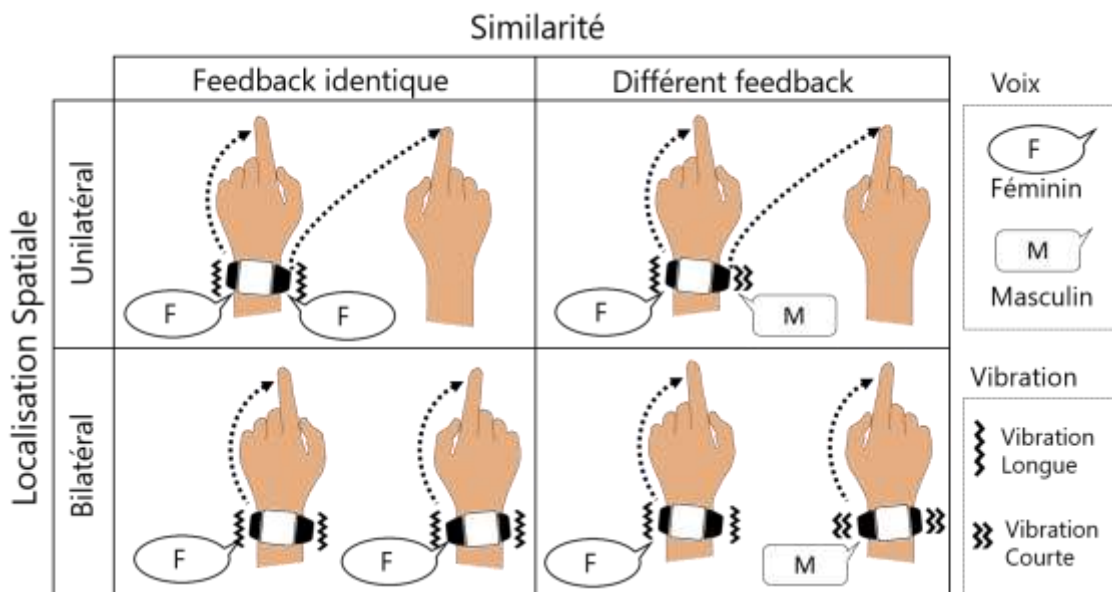 Similarité
Feedback identique
Différent feedback
Localisation Spatiale
Unilatéral
F
F
F
M
Bilatéral
F
F
F
M
Voix
F
Féminin
M
Masculin
Vibration
Vibration
Longue
Vibration
Courte